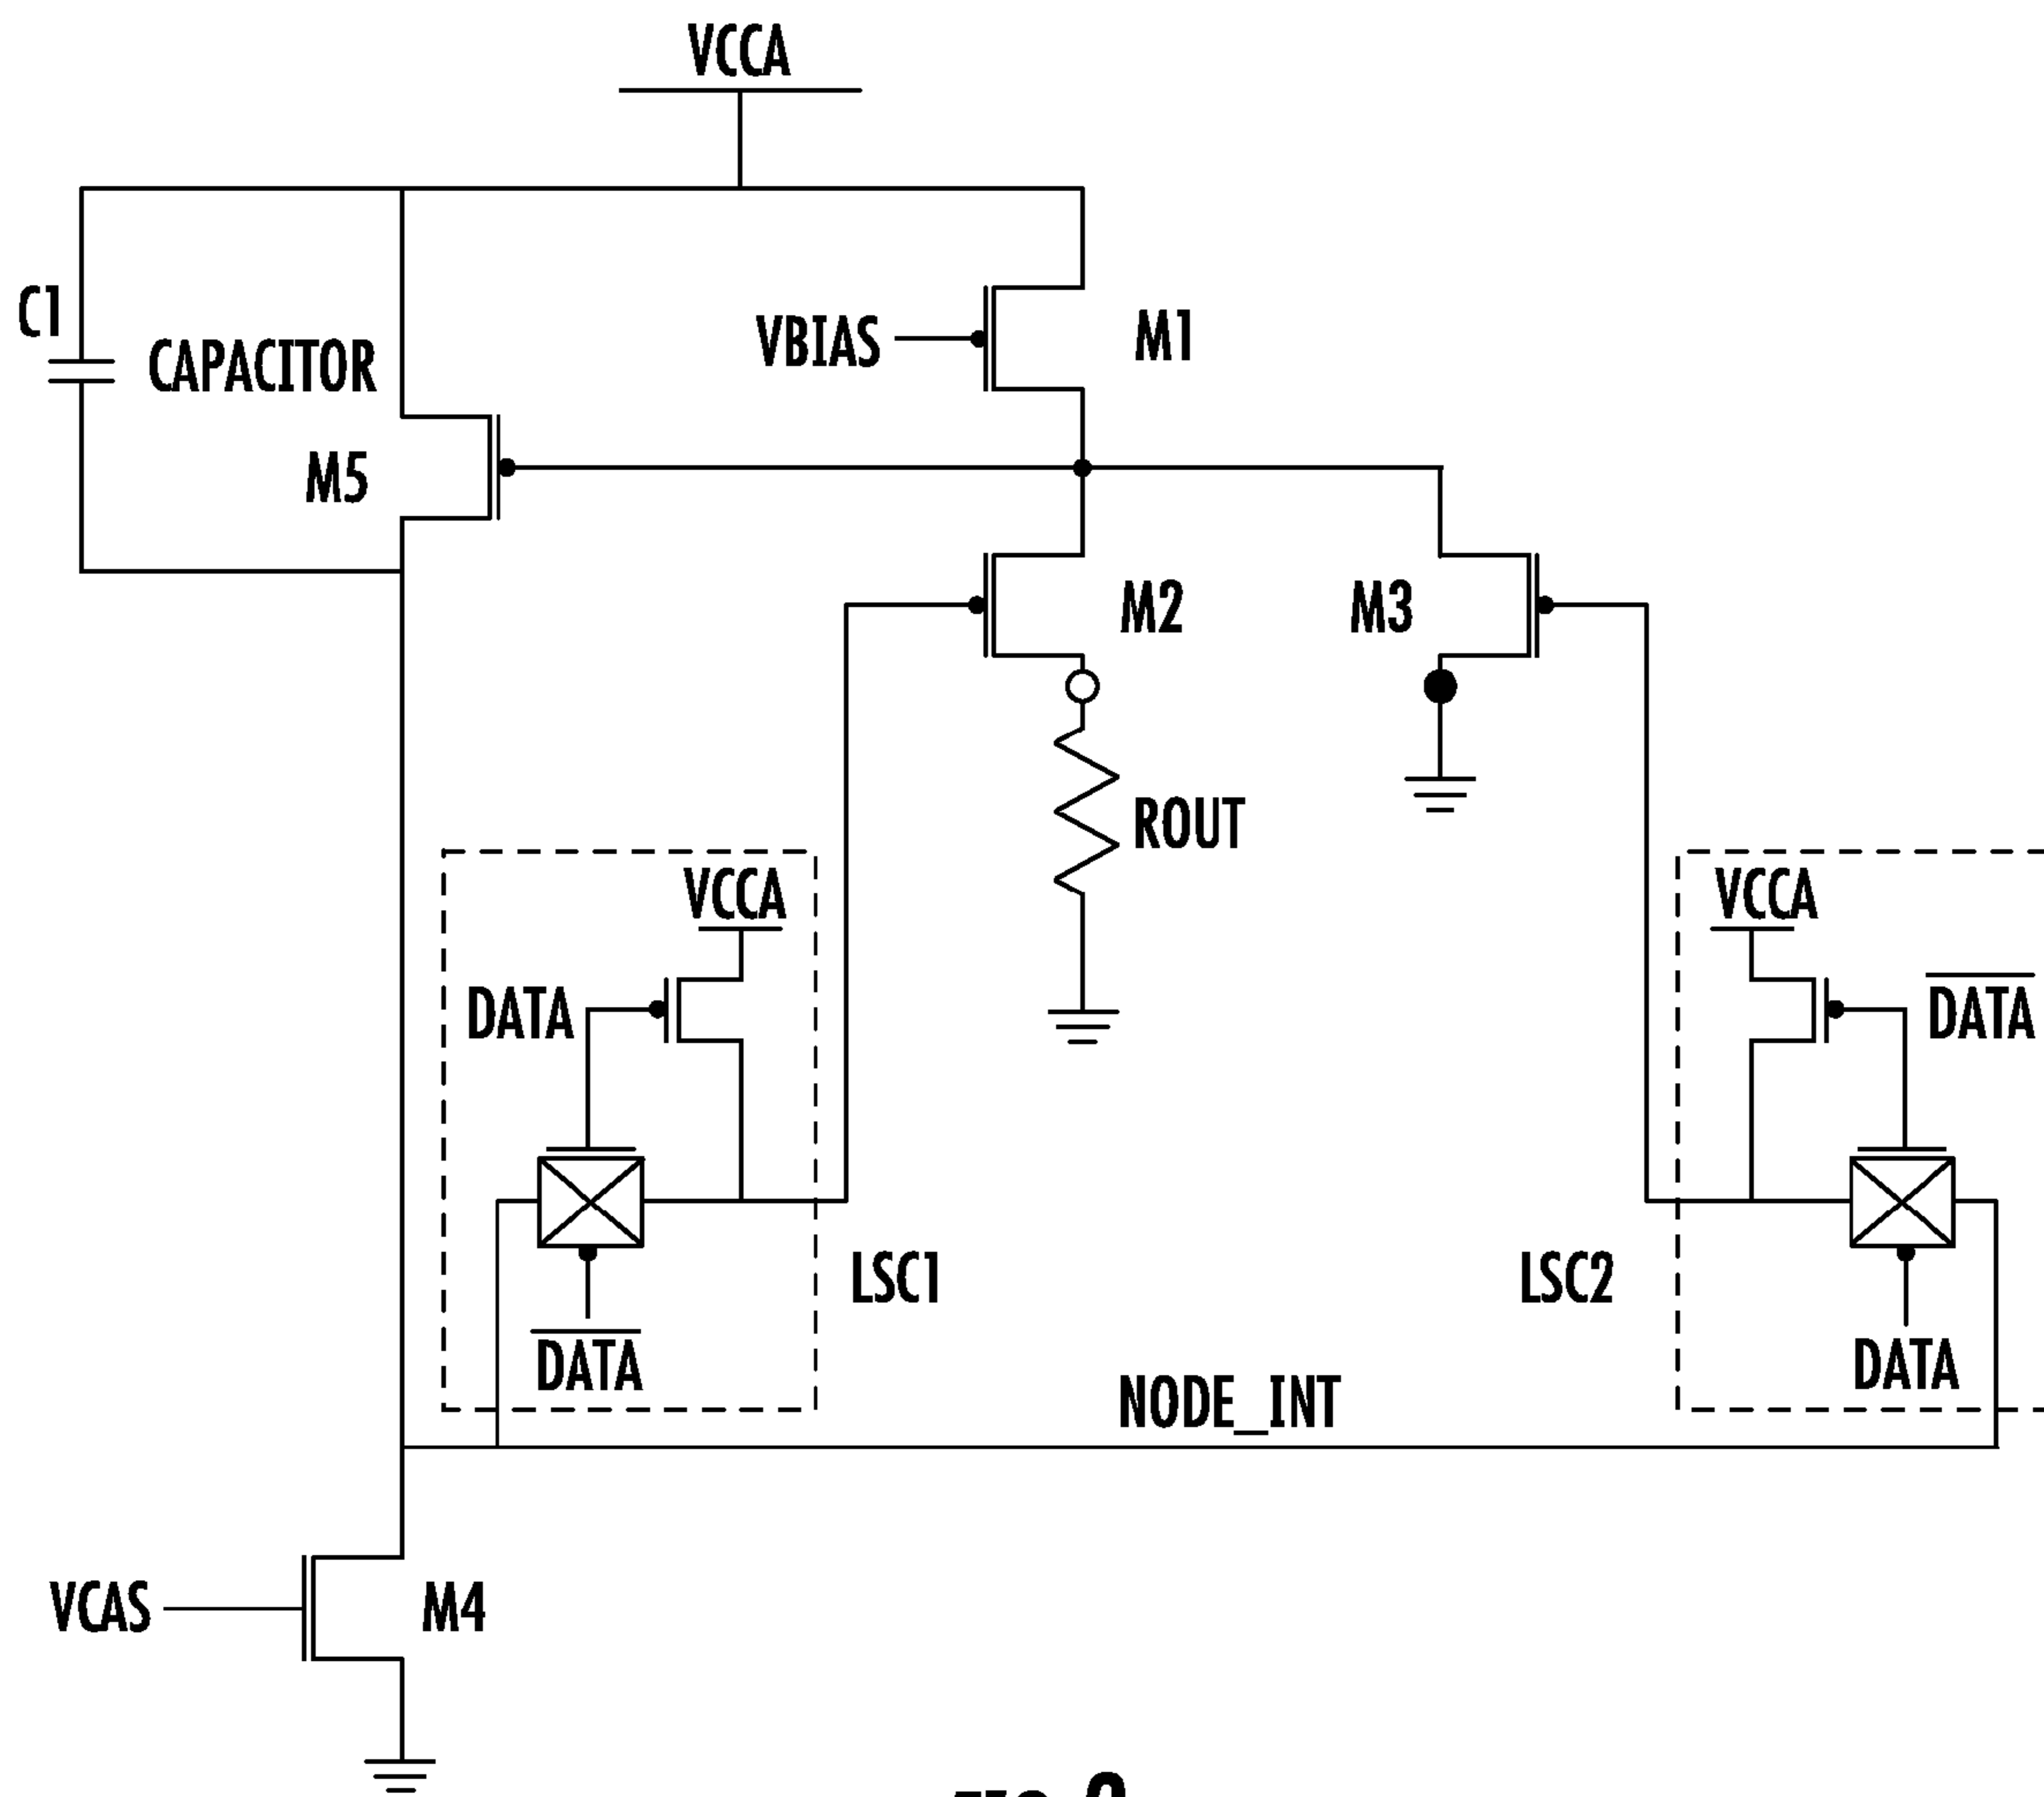 VCCA
C1
CAPACITOR
VBIAS
M1
M5
M2
M3
ROUT
VCCA
VCCA
DATA
DATA
LSC1
LSC2
DATA
DATA
NODE_INT
VCAS
M4